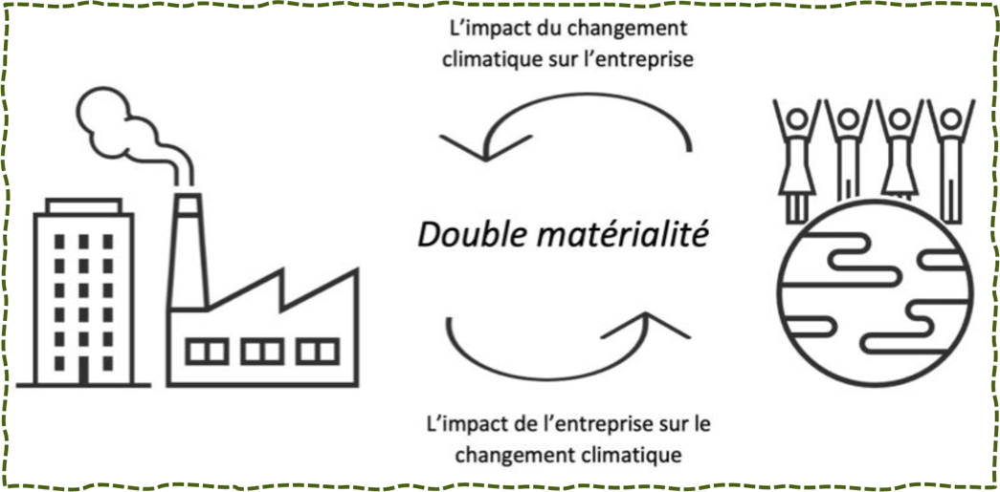 L’impact du changement
climatique sur l’entreprise
Double matérialité
L’impact de l’entreprise sur le
changement climatique